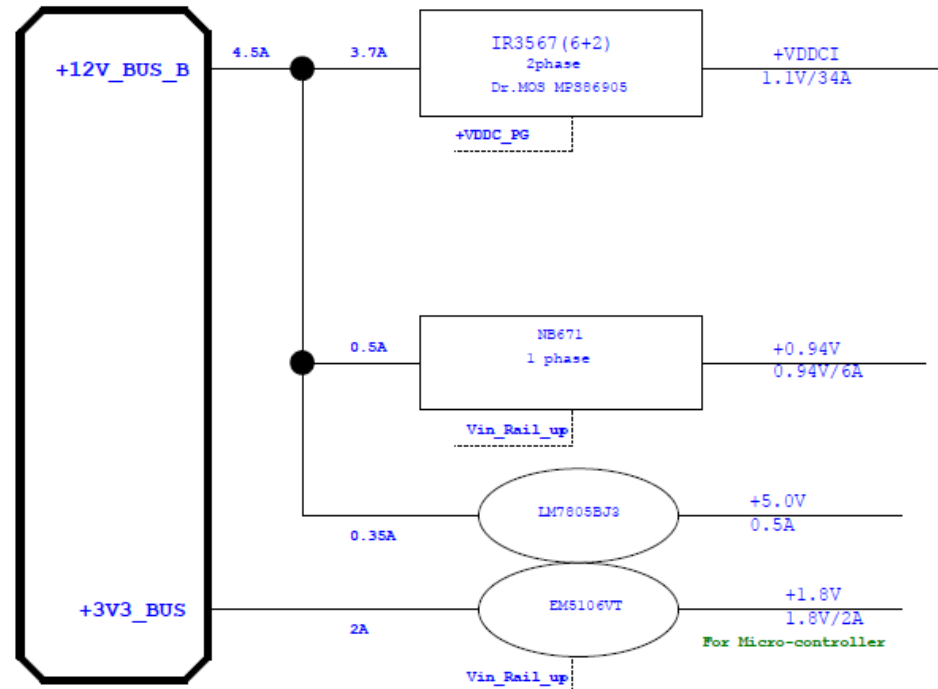 +12V_BUS_B
4.5A
3.7A
IR3567(6+2)
2phase
Dr.MOS MPS86905
+VDDCI
1.1V/34A
+VDDC_PG
0.5A
NB671
1 phase
+0.94V
0.94V/6A
Vin_Rail_up
0.35A
LM7805BJ3
+5.0V
0.5A
+3V3_BUS
2A
EM5106VT
+1.8V
1.8V/2A
For Micro-controller
Vin_Rail_up